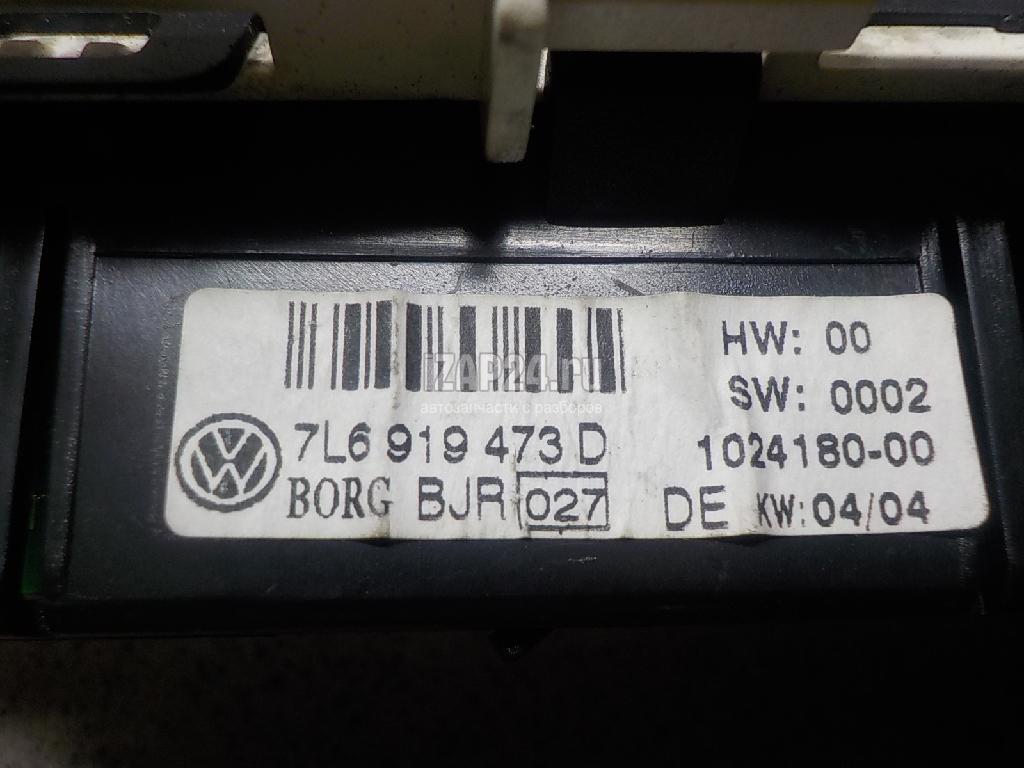 HW: 00
iZAP24.ru
SW: 0002
автозапчасти с разборов
7L6 919 473 D
1024180-00
BORG BJR 027
DE KW: 04/04